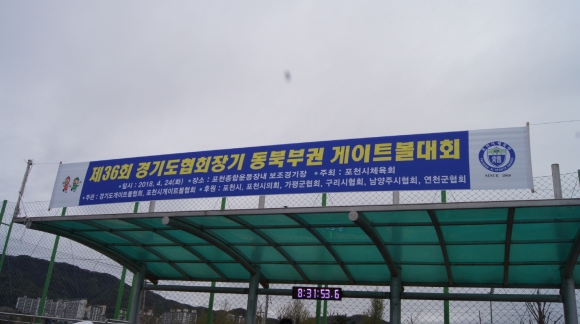 제36회 경기도협회장기 동북부권 게이트볼대회
•일시 : 2018. 4. 24(화) •장소 : 포천종합운동장내 보조경기장 •주최 : 포천시체육회
•주관 : 경기도게이트볼협회, 포천시게이트볼협회 •후원 : 포천시, 포천시의회, 가평군협회, 구리시협회, 남양주시협회, 연천군협회
SINCE
8:31:53.6